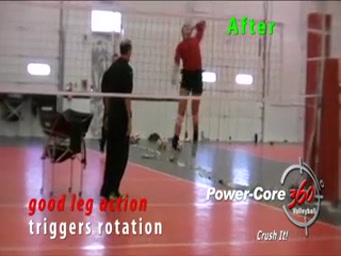 After
good leg action
triggers rotation
Power-Core 360
Volleyball
Crush It!